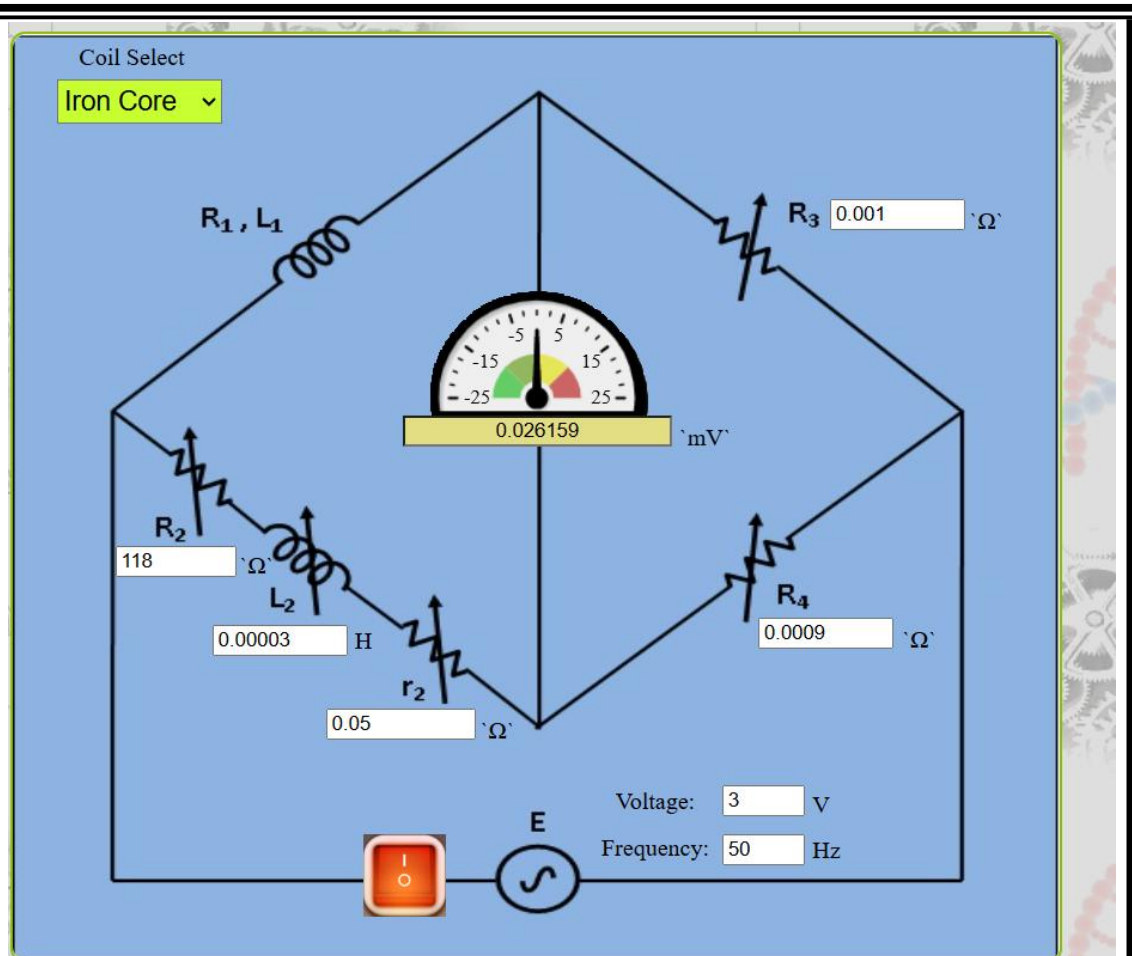 Coil Select
Iron Core
R₁ , L₁
R₃ 0.001 `Ω`
-5 5
-15 15
-25 25
0.026159 `mV`
R₂
118 `Ω`
L₂
0.00003 H
R₄
0.0009 `Ω`
r₂
0.05 `Ω`
Voltage: 3 V
E
Frequency: 50 Hz
I
O